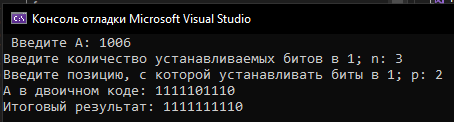 Консоль отладки Microsoft Visual Studio
Введите A: 1006
Введите количество устанавливаемых битов в 1; n: 3
Введите позицию, с которой устанавливать биты в 1; p: 2
A в двоичном коде: 1111101110
Итоговый результат: 1111111110